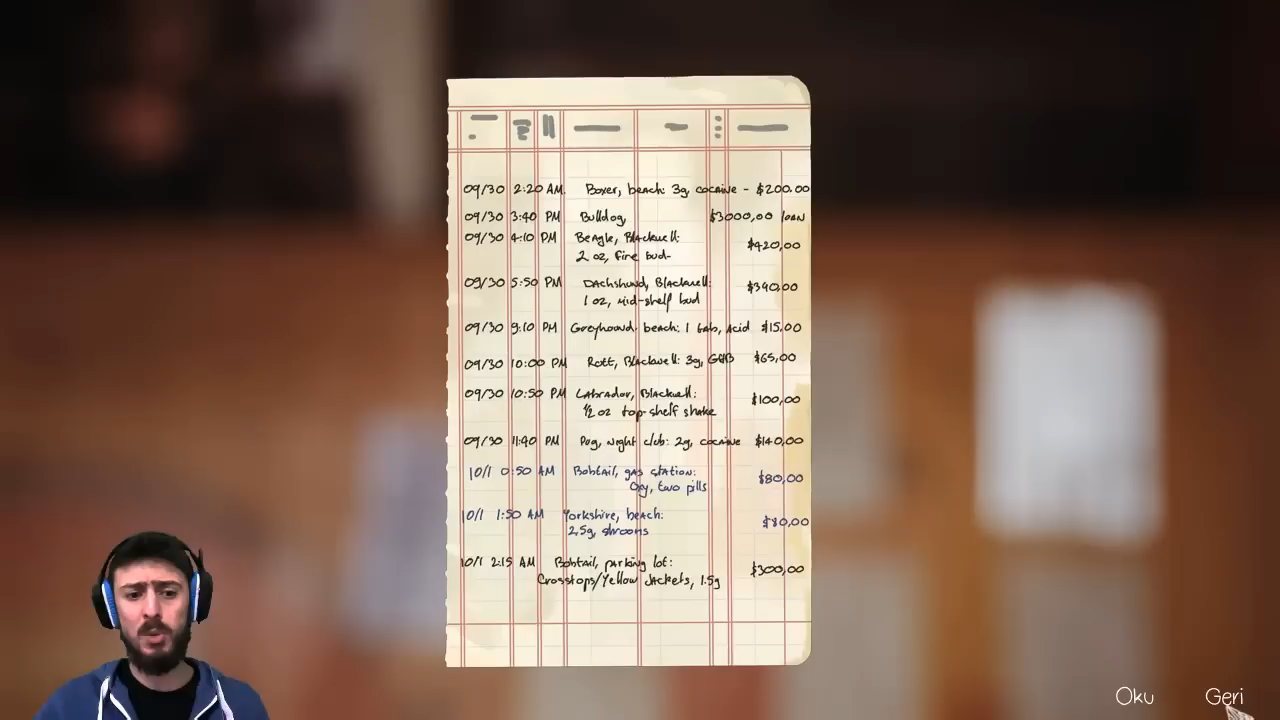 09/30 2:20 AM. Boxer, beach: 3g, cocaine - $200.00
09/30 3:40 PM Bulldog, $3000,00 loan
09/30 4:10 PM Beagle, Blackwell: $420,00
2 oz, fire bud-
09/30 5:50 PM Dachshund, Blackwell: $340,00
1 oz, mid-shelf bud
09/30 9:10 PM Greyhound, beach: 1 tab, Acid $15.00
09/30 10:00 PM Rott, Blackwell: 3g, GHB $65,00
09/30 10:50 PM Labrador, Blackwell: $100,00
1/2 oz top-shelf shake
09/30 11:40 PM Pug, night club: 2g, cocaine $140,00
10/1 0:50 AM Bobtail, gas station: $80,00
Oxy, two pills
10/1 1:50 AM Yorkshire, beach:
2,5g, shrooms
10/1 2:15 AM Bobtail, parking lot: $300,00
Crosstops/Yellow Jackets, 1.5g
Oku Geri